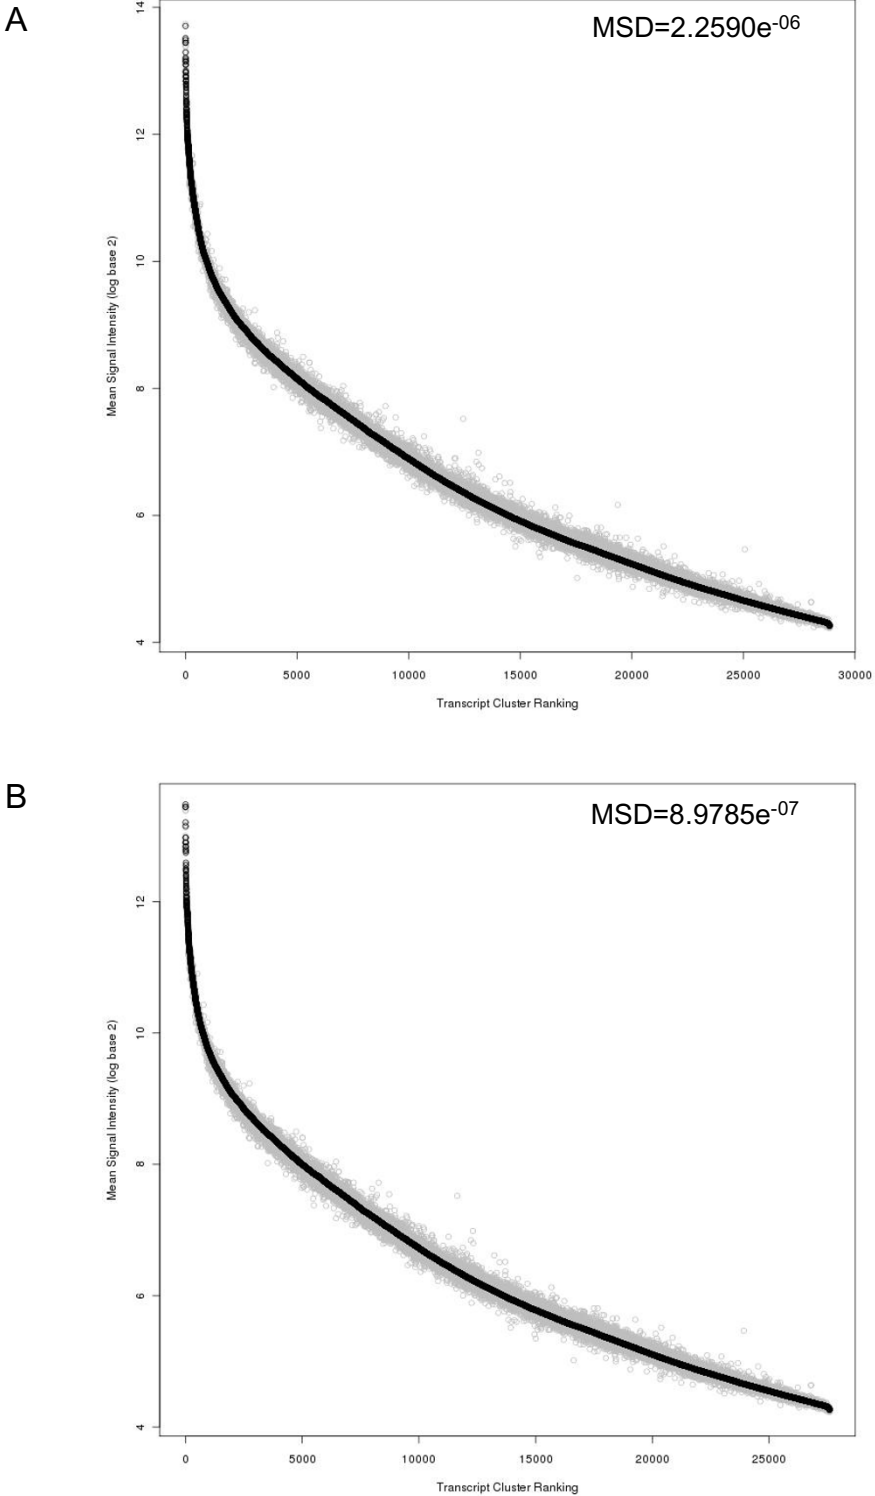 A
MSD=2.2590e-06
14
12
10
8
6
4
Mean Signal Intensity (log base 2)
0 5000 10000 15000 20000 25000 30000
Transcript Cluster Ranking
B
MSD=8.9785e-07
12
10
8
6
4
Mean Signal Intensity (log base 2)
0 5000 10000 15000 20000 25000
Transcript Cluster Ranking